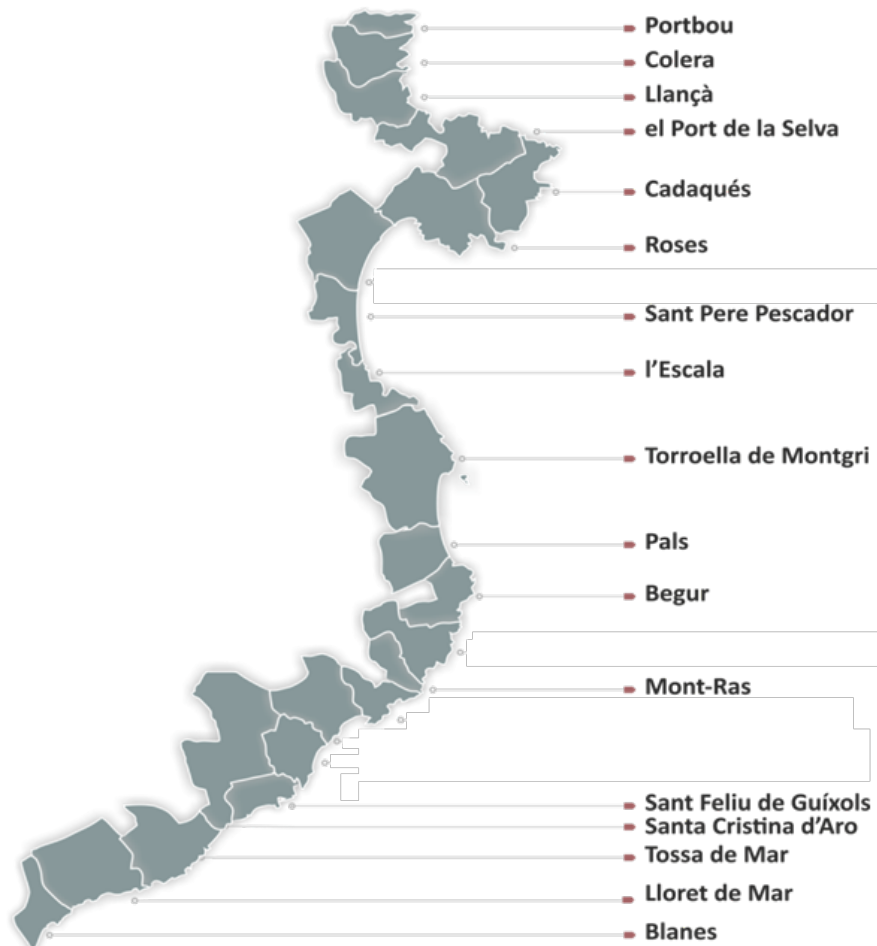 Portbou
Colera
Llançà
el Port de la Selva
Cadaqués
Roses
Sant Pere Pescador
l'Escala
Torroella de Montgri
Pals
Begur
Mont-Ras
Sant Feliu de Guíxols
Santa Cristina d'Aro
Tossa de Mar
Lloret de Mar
Blanes